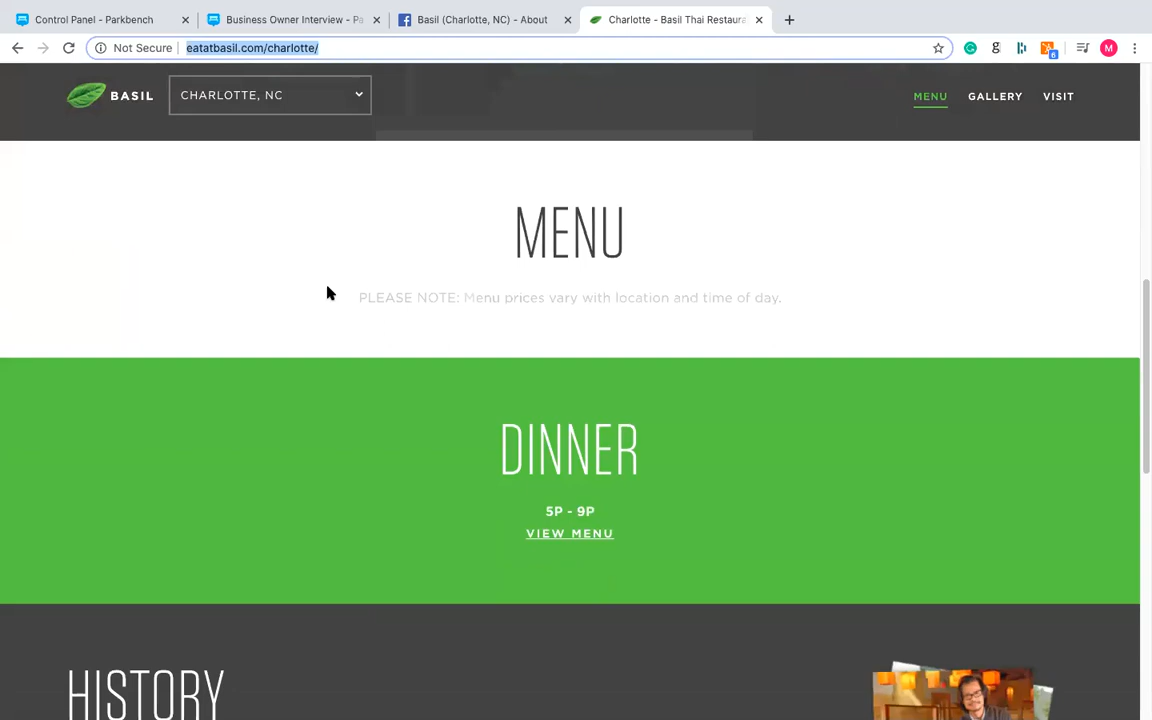 Control Panel - Parkbench
Business Owner Interview - Pa
Basil (Charlotte, NC) - About
Charlotte - Basil Thai Restaura
Not Secure
eatatbasil.com/charlotte/
g
6
M
BASIL
CHARLOTTE, NC
MENU
GALLERY
VISIT
MENU
PLEASE NOTE: Menu prices vary with location and time of day.
DINNER
5P - 9P
VIEW MENU
HISTORY